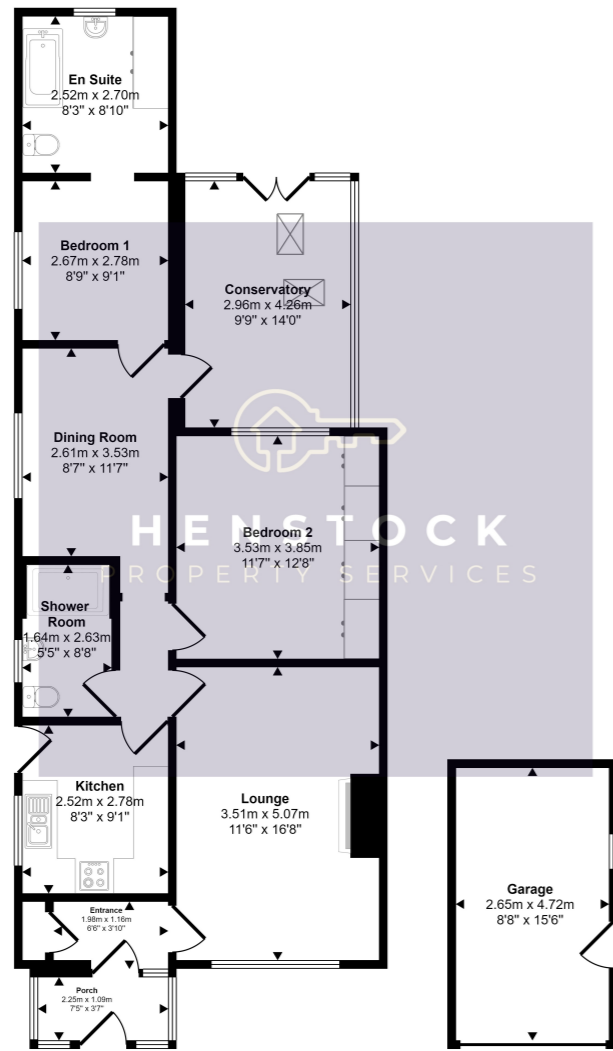 En Suite
2.52m x 2.70m
8'3" x 8'10"
Bedroom 1
2.67m x 2.78m
8'9" x 9'1"
Conservatory
2.96m x 4.26m
9'9" x 14'0"
Dining Room
2.61m x 3.53m
8'7" x 11'7"
HENSTOCK
PROPERTY SERVICES
Bedroom 2
3.53m x 3.85m
11'7" x 12'8"
Shower
Room
1.64m x 2.63m
5'5" x 8'8"
Kitchen
2.52m x 2.78m
8'3" x 9'1"
Lounge
3.51m x 5.07m
11'6" x 16'8"
Entrance
1.98m x 1.16m
6'6" x 3'10"
Porch
2.25m x 1.09m
7'5" x 3'7"
Garage
2.65m x 4.72m
8'8" x 15'6"